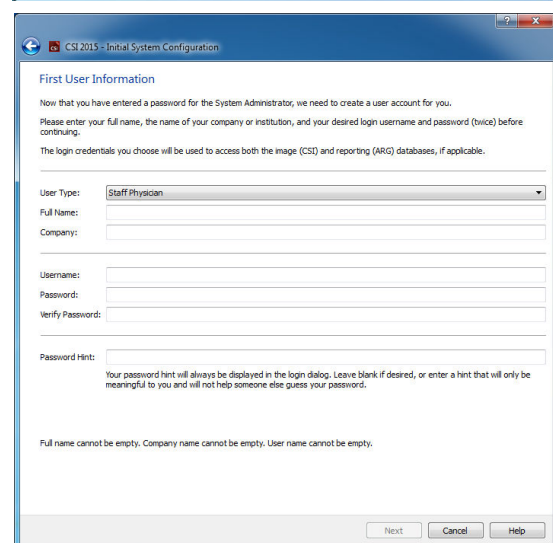 CSI 2015 - Initial System Configuration
First User Information
Now that you have entered a password for the System Administrator, we need to create a user account for you.
Please enter your full name, the name of your company or institution, and your desired login username and password (twice) before
continuing.
The login credentials you choose will be used to access both the image (CSI) and reporting (ARG) databases, if applicable.
User Type: Staff Physician
Full Name:
Company:
Username:
Password:
Verify Password:
Password Hint:
Your password hint will always be displayed in the login dialog. Leave blank if desired, or enter a hint that will only be
meaningful to you and will not help someone else guess your password.
Full name cannot be empty. Company name cannot be empty. User name cannot be empty.
Next Cancel Help